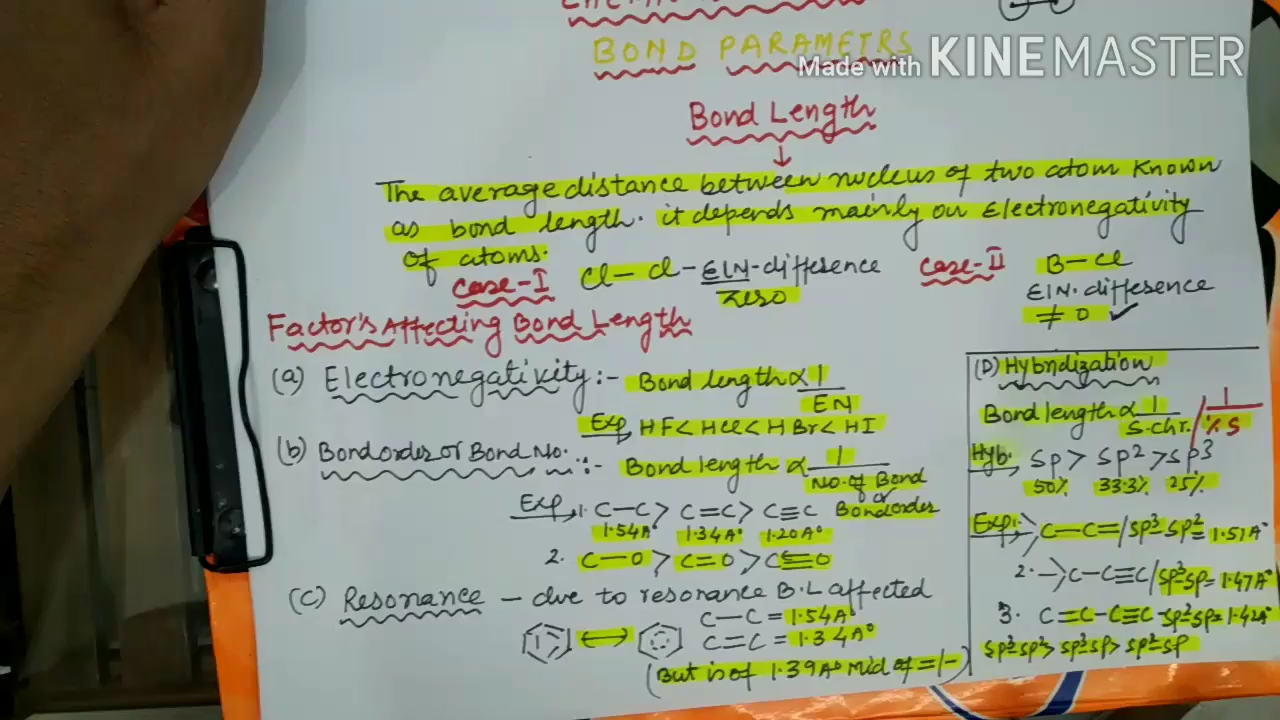 BOND PARAMETRS
Made with KINEMASTER
Bond Length
↓
The average distance between nucleus of two atom known
as bond length. it depends mainly on Electronegativity
of atoms.
Case-I Cl—Cl - E|N-difference
Zero
Case-II B—Cl
E|N. difference
≠ 0 ✓
Factor's Affecting Bond Length
(a) Electronegativity:- Bond length ∝ 1/EN
Exp, HF < HCl < HBr < HI
(b) Bond order or Bond No. :- Bond length ∝ 1/No. of Bond
or
Bond order
Exp, 1. C—C > C=C > C≡C
1.54A° 1.34A° 1.20A°
2. C—O > C=O > C≡O
(C) Resonance — due to resonance B.L affected
C—C = 1.54A°
↔ C=C = 1.34A°
(But is of 1.39A° Mid of =/-)
(D) Hybridization
Bond length ∝ 1/S.chr. / 1/% S
Hyb. sp > sp² > sp³
50% 33.3% 25%
Exp:- > C—C= / sp³-sp² = 1.51A°
2. -> C-C≡C / sp³-sp = 1.47A°
3. C=C-C≡C sp²-sp = 1.42A°
sp³-sp² > sp³-sp > sp²-sp